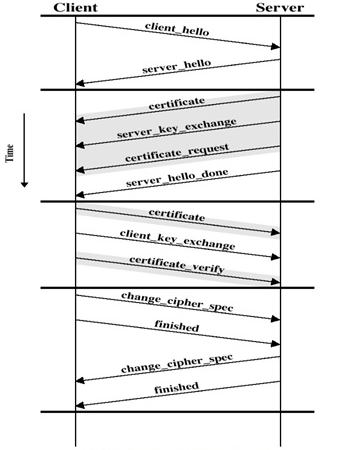 Client Server
client_hello
server_hello
certificate
server_key_exchange
certificate_request
server_hello_done
Time
certificate
client_key_exchange
certificate_verify
change_cipher_spec
finished
change_cipher_spec
finished